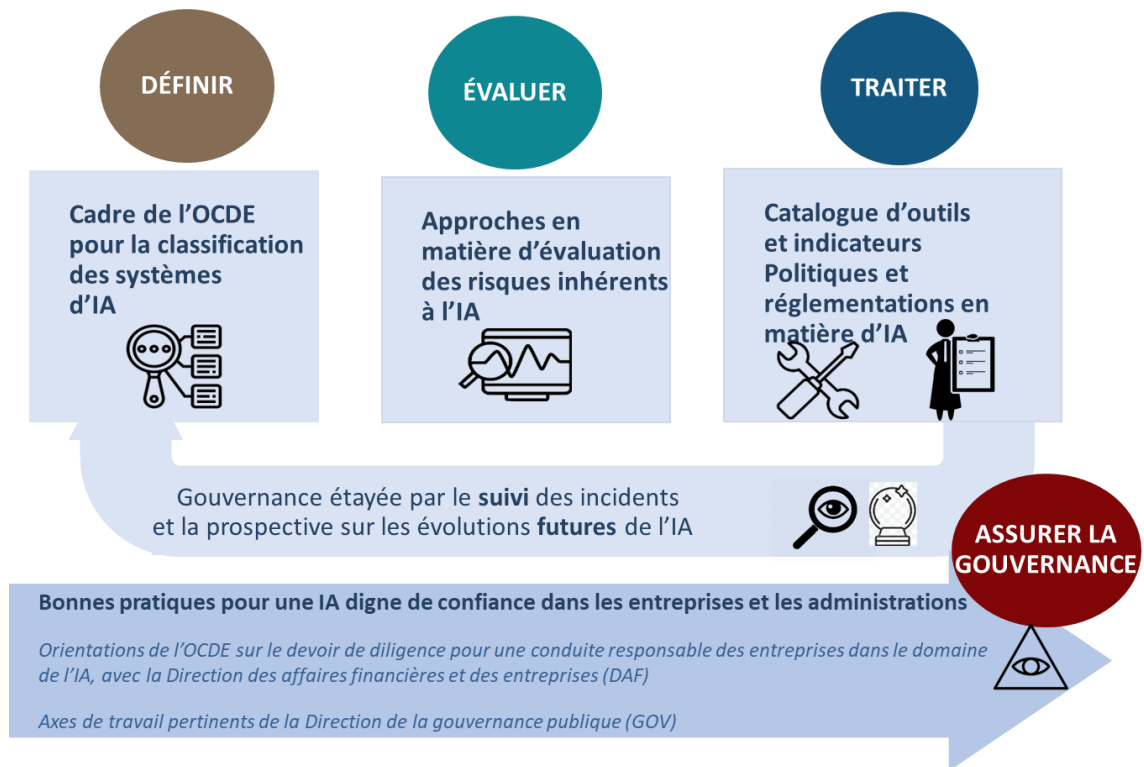 DÉFINIR
ÉVALUER
TRAITER
Cadre de l’OCDE
pour la classification
des systèmes
d’IA
Approches en
matière d’évaluation
des risques inhérents
à l’IA
Catalogue d’outils
et indicateurs
Politiques et
réglementations en
matière d’IA
Gouvernance étayée par le suivi des incidents
et la prospective sur les évolutions futures de l’IA
ASSURER LA
GOUVERNANCE
Bonnes pratiques pour une IA digne de confiance dans les entreprises et les administrations
Orientations de l’OCDE sur le devoir de diligence pour une conduite responsable des entreprises dans le domaine
de l’IA, avec la Direction des affaires financières et des entreprises (DAF)
Axes de travail pertinents de la Direction de la gouvernance publique (GOV)